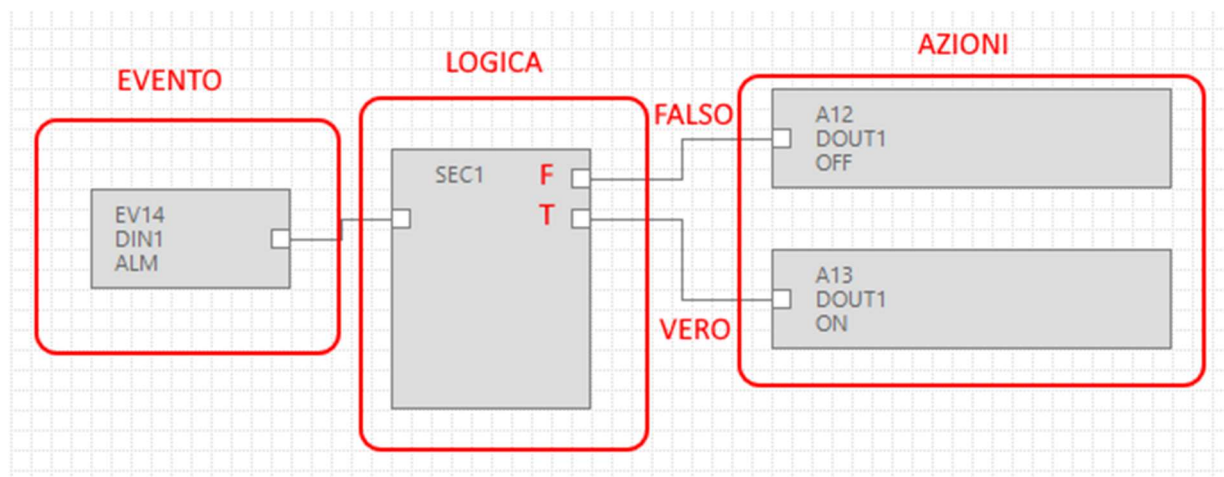 EVENTO
EV14
DIN1
ALM
LOGICA
SEC1
F
T
FALSO
VERO
AZIONI
A12
DOUT1
OFF
A13
DOUT1
ON